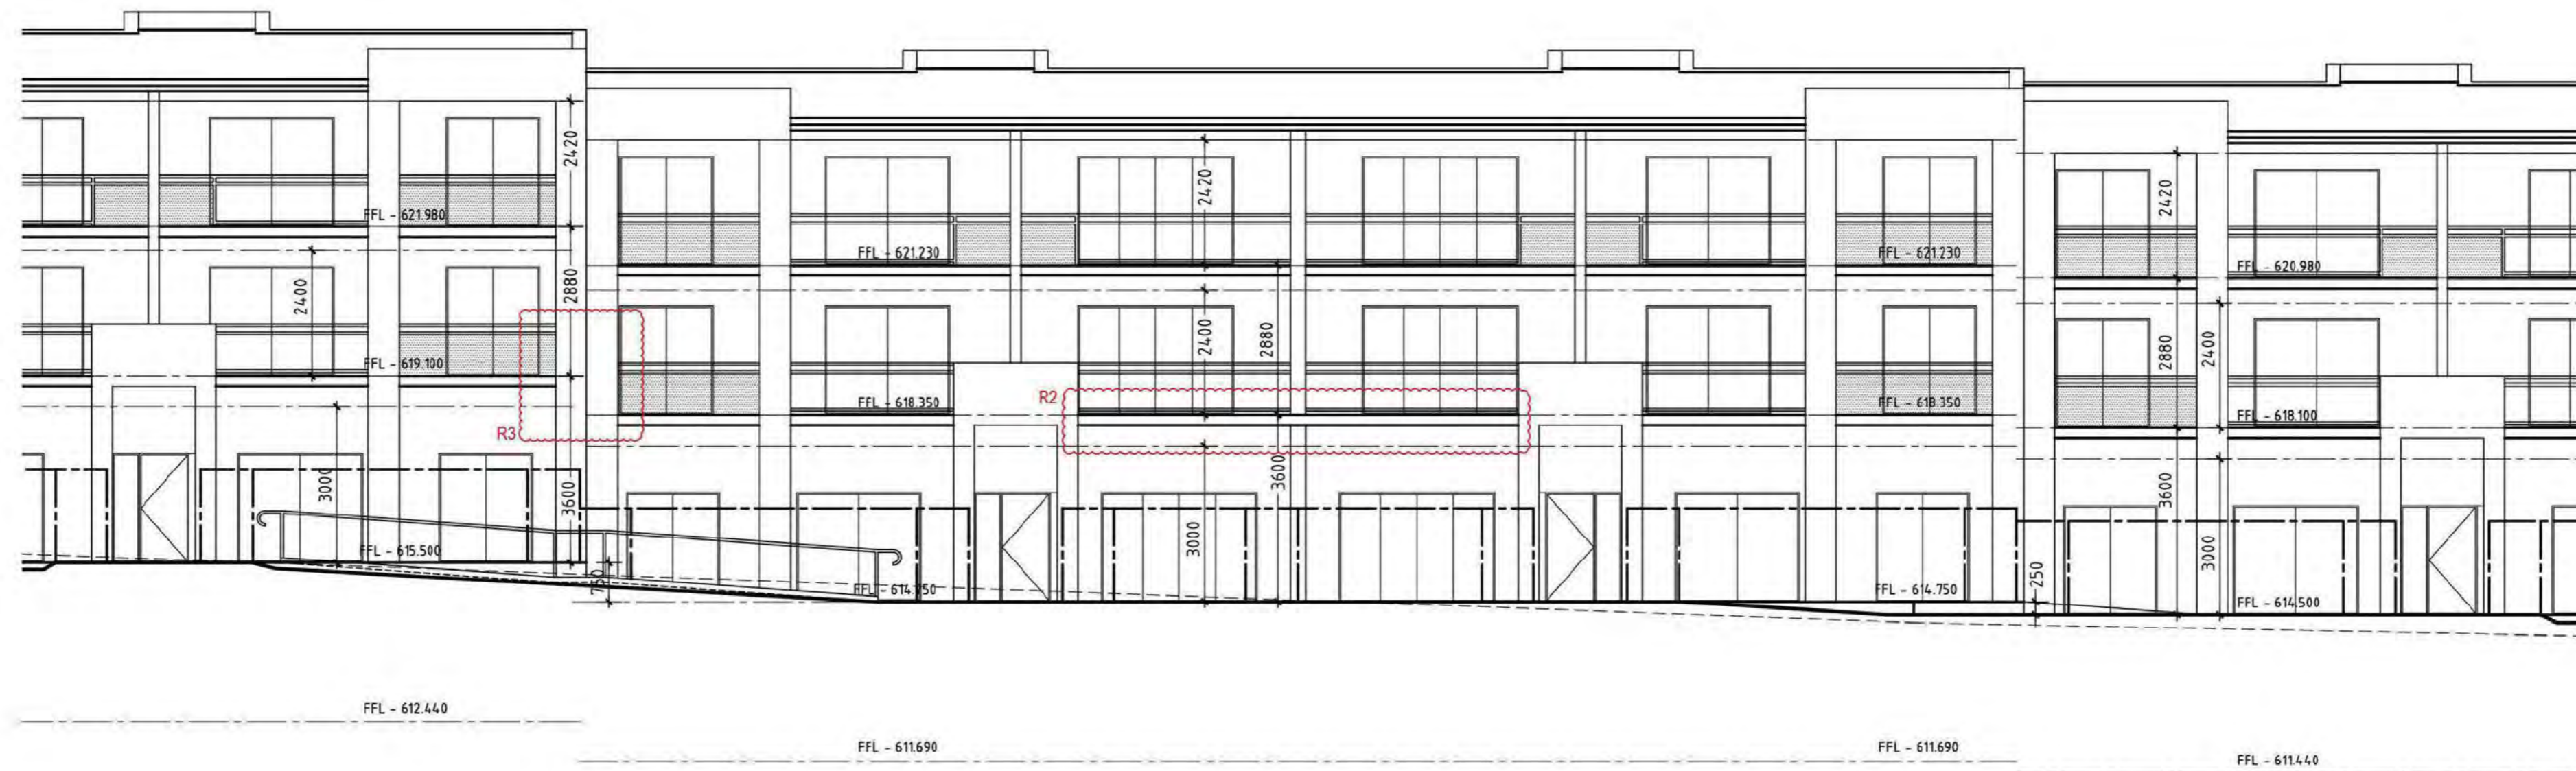 2420
2420
2420
FFL - 621.980
FFL - 621.230
FFL - 621.230
FFL - 620.980
2400
2880
2400
2880
2880
2400
FFL - 619.100
FFL - 618.350
FFL - 618.350
FFL - 618.100
R2
R3
3000
3600
3600
3000
3600
3000
FFL - 615.500
750
FFL - 614.750
FFL - 614.750
250
FFL - 614.500
FFL - 612.440
FFL - 611.690
FFL - 611.690
FFL - 611.440